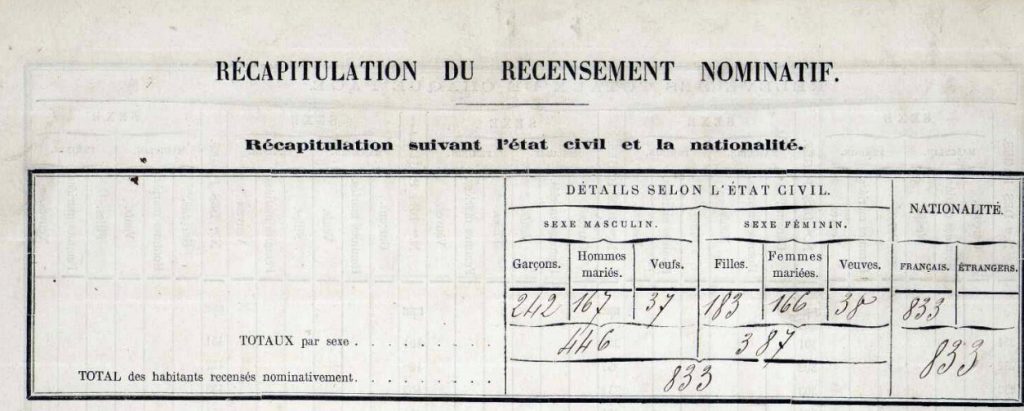 RÉCAPITULATION DU RECENSEMENT NOMINATIF.
Récapitulation suivant l'état civil et la nationalité.
DÉTAILS SELON L'ÉTAT CIVIL.
NATIONALITÉ.
SEXE MASCULIN. SEXE FÉMININ.
Garçons. Hommes mariés. Veufs. Filles. Femmes mariées. Veuves. FRANÇAIS. ÉTRANGERS.
242 167 37 183 166 38 833
TOTAUX par sexe . . . . . . . . . . 446 387
833
TOTAL des habitants recensés nominativement. . . . . . . . 833